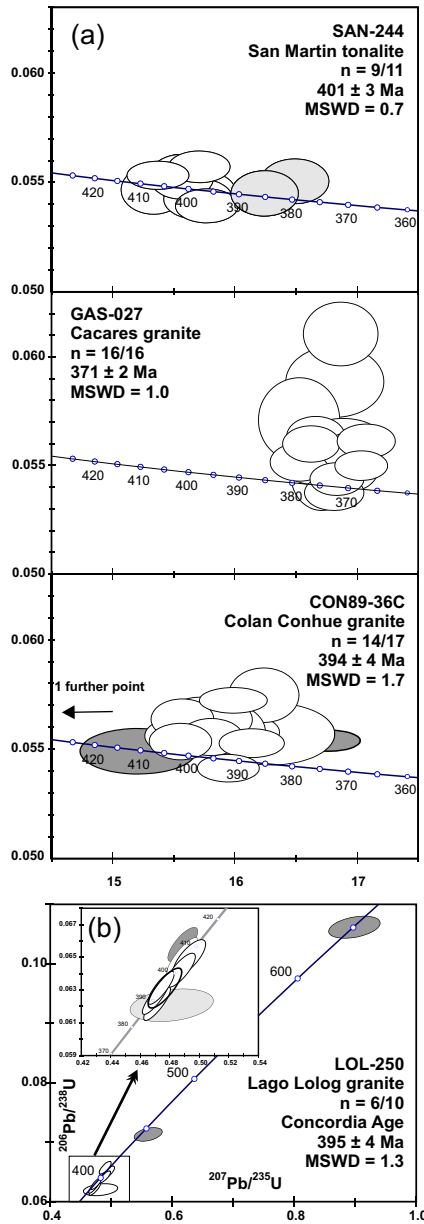 (a)
SAN-244
San Martin tonalite
n = 9/11
401 ± 3 Ma
MSWD = 0.7
0.060
0.055
0.050
420
410
400
390
380
370
360
GAS-027
Cacares granite
n = 16/16
371 ± 2 Ma
MSWD = 1.0
0.060
0.055
0.050
420
410
400
390
380
370
CON89-36C
Colan Conhue granite
n = 14/17
394 ± 4 Ma
MSWD = 1.7
1 further point
0.060
0.055
0.050
420
410
400
390
380
370
360
15
16
17
(b)
0.067
0.065
0.063
0.061
0.059
420
410
400
390
380
370
0.42
0.44
0.46
0.48
0.50
0.52
0.54
0.10
0.08
0.06
600
500
400
LOL-250
Lago Lolog granite
n = 6/10
Concordia Age
395 ± 4 Ma
MSWD = 1.3
206Pb/238U
207Pb/235U
0.4
0.6
0.8
1.0